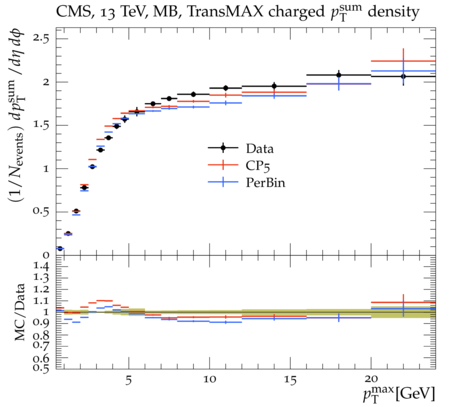 CMS, 13 TeV, MB, TransMAX charged p_T^sum density
(1/N_events) dp_T^sum/dη dφ
2.5
2
1.5
1
0.5
0
Data
CP5
PerBin
MC/Data
1.4
1.3
1.2
1.1
1
0.9
0.8
0.7
0.6
0.5
5 10 15 20
p_T^max[GeV]